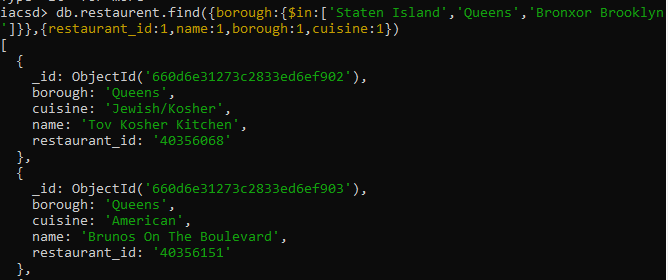 iacsd> db.restaurent.find({borough:{$in:['Staten Island','Queens','Bronxor Brooklyn
']}},{restaurant_id:1,name:1,borough:1,cuisine:1})
[
  {
    _id: ObjectId('660d6e31273c2833ed6ef902'),
    borough: 'Queens',
    cuisine: 'Jewish/Kosher',
    name: 'Tov Kosher Kitchen',
    restaurant_id: '40356068'
  },
  {
    _id: ObjectId('660d6e31273c2833ed6ef903'),
    borough: 'Queens',
    cuisine: 'American',
    name: 'Brunos On The Boulevard',
    restaurant_id: '40356151'
  },